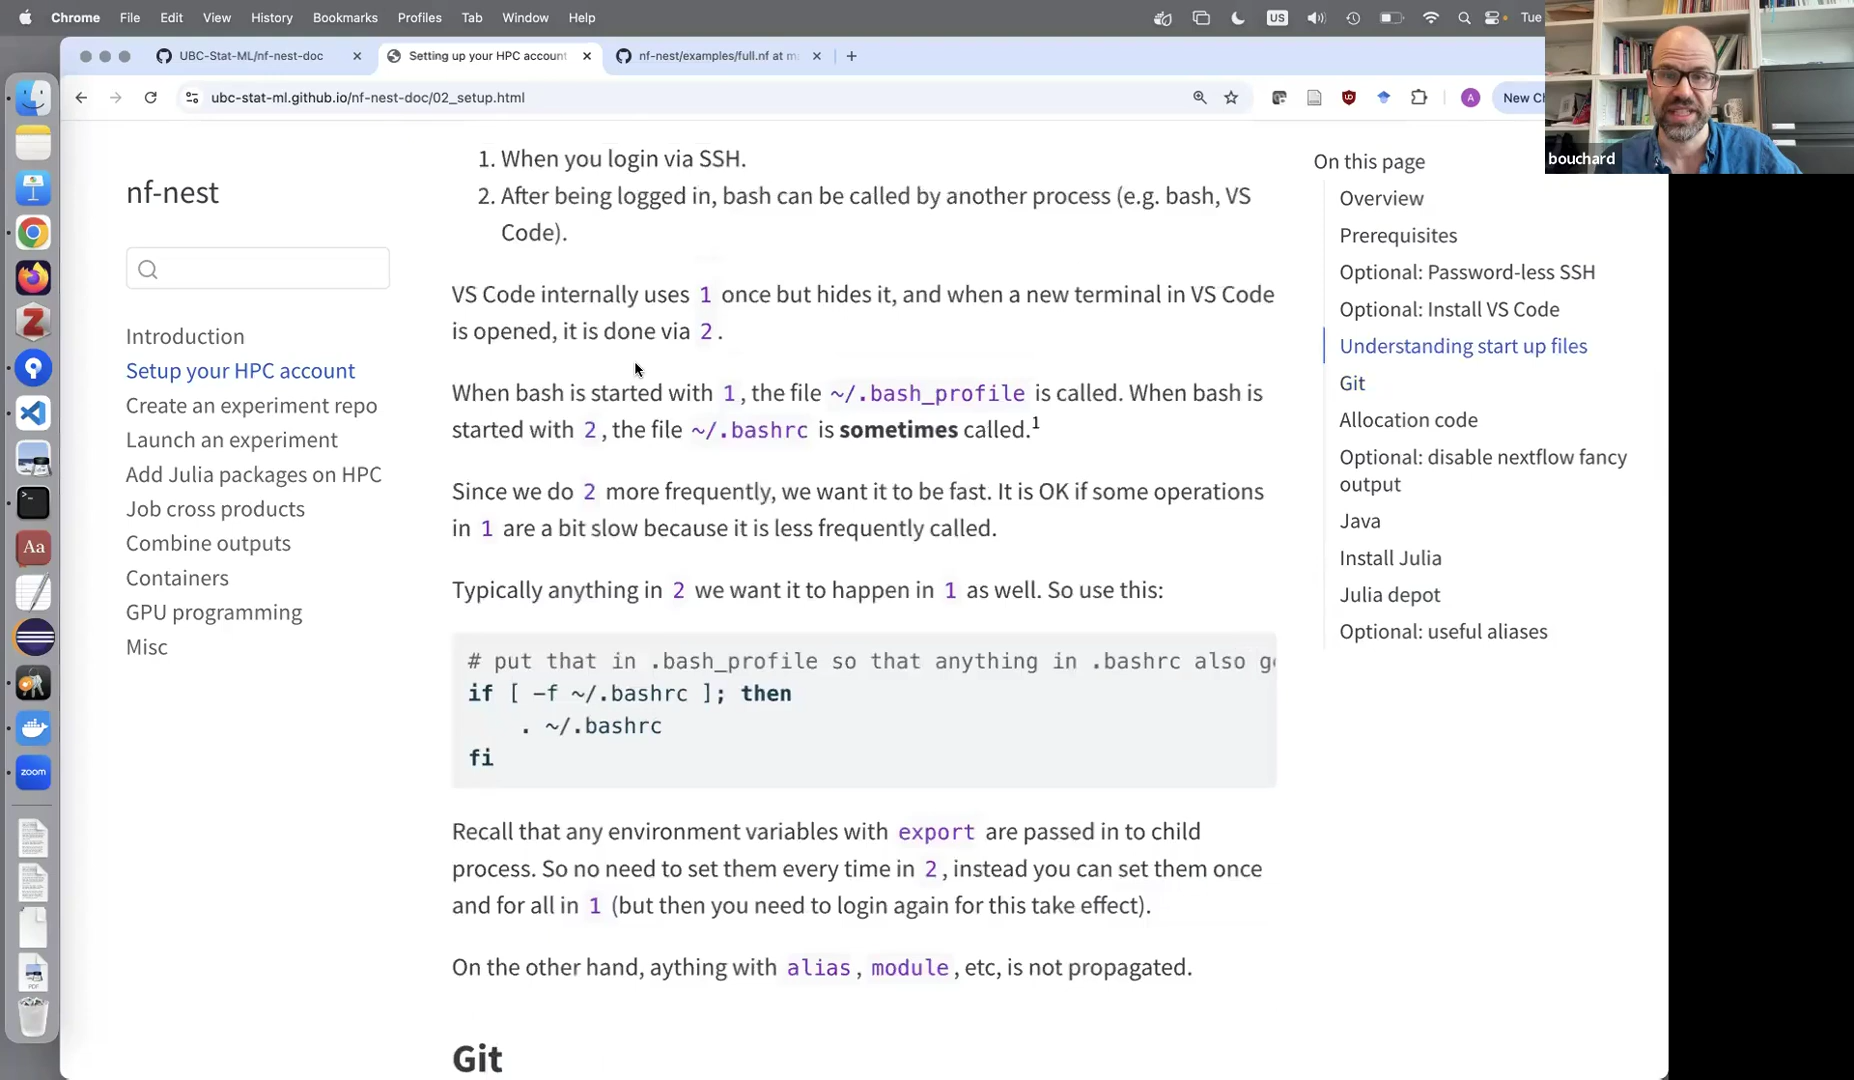 Chrome File Edit View History Bookmarks Profiles Tab Window Help US Tue
UBC-Stat-ML/nf-nest-doc Setting up your HPC account nf-nest/examples/full.nf at m
ubc-stat-ml.github.io/nf-nest-doc/02_setup.html A New Ch
bouchard
nf-nest
Introduction
Setup your HPC account
Create an experiment repo
Launch an experiment
Add Julia packages on HPC
Job cross products
Combine outputs
Containers
GPU programming
Misc
1. When you login via SSH.
2. After being logged in, bash can be called by another process (e.g. bash, VS
Code).
VS Code internally uses 1 once but hides it, and when a new terminal in VS Code
is opened, it is done via 2.
When bash is started with 1, the file ~/.bash_profile is called. When bash is
started with 2, the file ~/.bashrc is sometimes called.1
Since we do 2 more frequently, we want it to be fast. It is OK if some operations
in 1 are a bit slow because it is less frequently called.
Typically anything in 2 we want it to happen in 1 as well. So use this:
# put that in .bash_profile so that anything in .bashrc also ge
if [ -f ~/.bashrc ]; then
. ~/.bashrc
fi
Recall that any environment variables with export are passed in to child
process. So no need to set them every time in 2, instead you can set them once
and for all in 1 (but then you need to login again for this take effect).
On the other hand, aything with alias, module, etc, is not propagated.
Git
On this page
Overview
Prerequisites
Optional: Password-less SSH
Optional: Install VS Code
Understanding start up files
Git
Allocation code
Optional: disable nextflow fancy
output
Java
Install Julia
Julia depot
Optional: useful aliases
Z
Aa
zoom
PDF